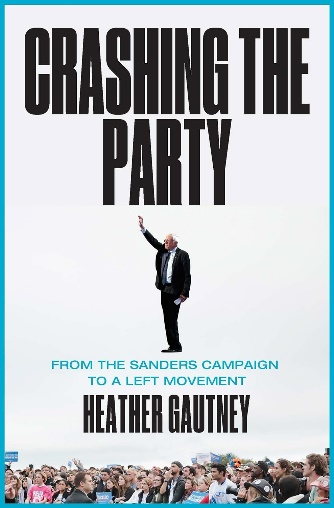 CRASHING THE
PARTY
FROM THE SANDERS CAMPAIGN
TO A LEFT MOVEMENT
HEATHER GAUTNEY